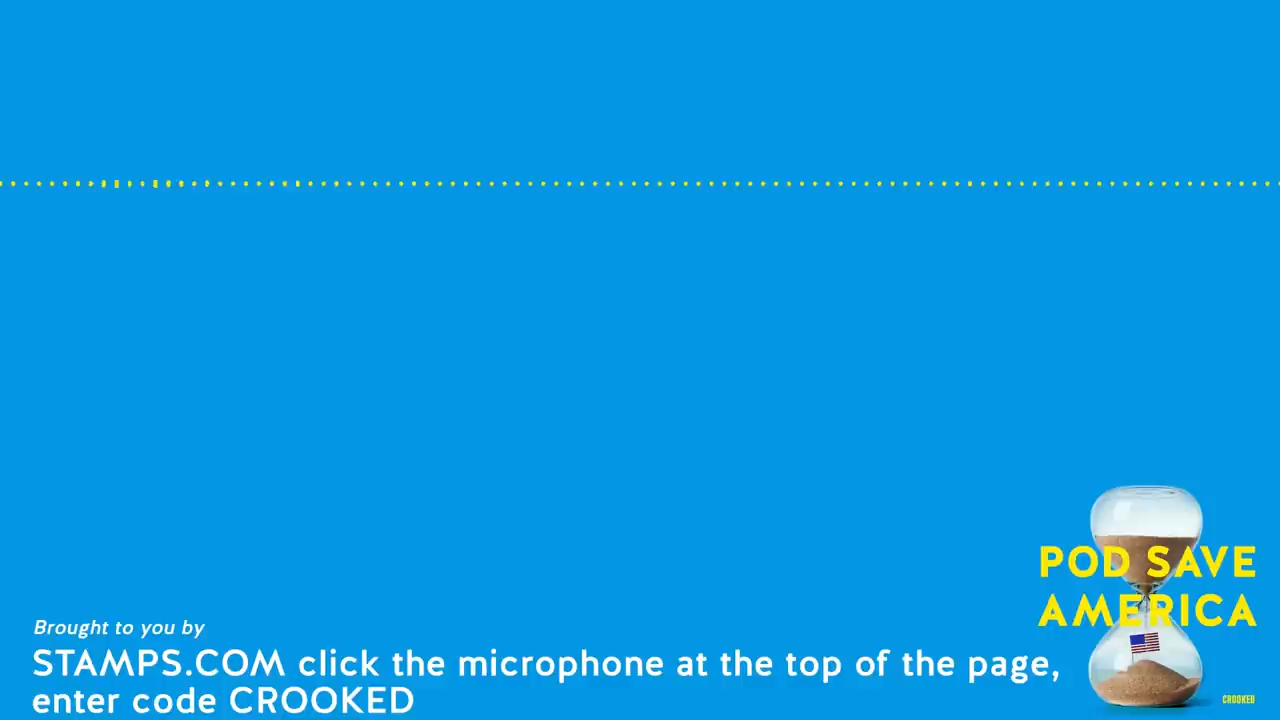 POD SAVE
AMERICA
Brought to you by
STAMPS.COM click the microphone at the top of the page,
enter code CROOKED
CROOKED